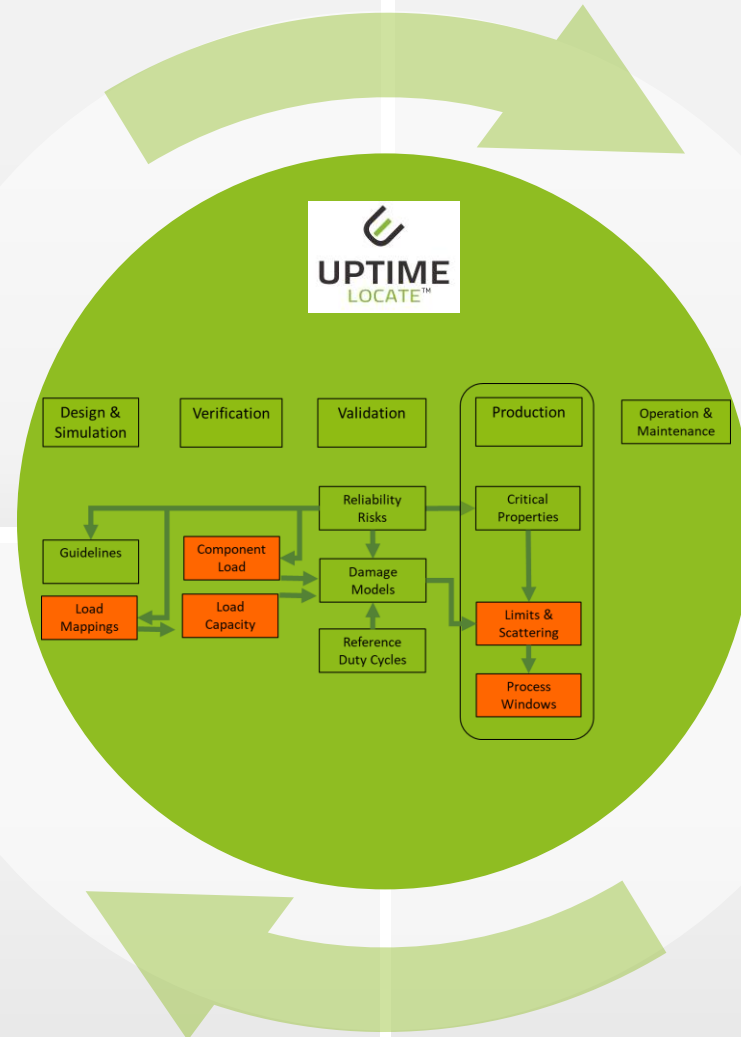 UPTIME
LOCATE™
Design &
Simulation
Verification
Validation
Production
Operation &
Maintenance
Reliability
Risks
Critical
Properties
Guidelines
Component
Load
Damage
Models
Load
Mappings
Load
Capacity
Limits &
Scattering
Reference
Duty Cycles
Process
Windows